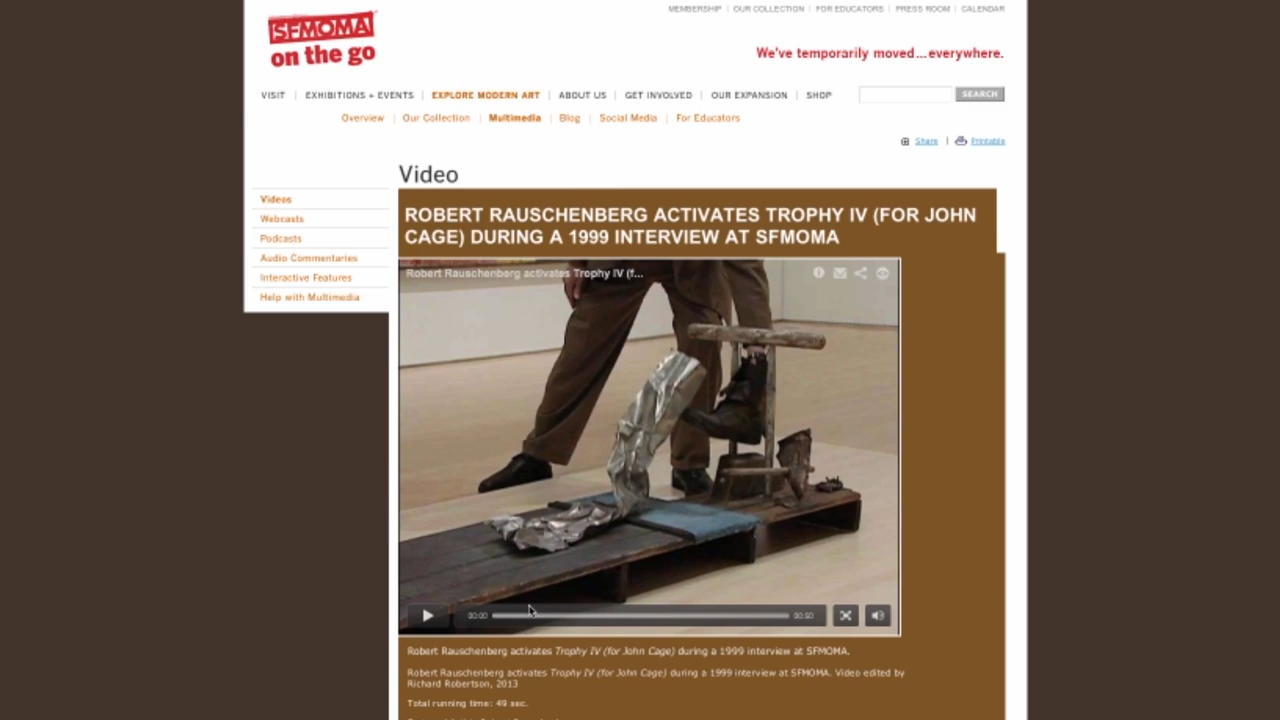 SFMOMA
on the go
MEMBERSHIP | OUR COLLECTION | FOR EDUCATORS | PRESS ROOM | CALENDAR
We've temporarily moved...everywhere.
VISIT | EXHIBITIONS + EVENTS | EXPLORE MODERN ART | ABOUT US | GET INVOLVED | OUR EXPANSION | SHOP
SEARCH
Overview | Our Collection | Multimedia | Blog | Social Media | For Educators
Share | Printable
Video
Videos
Webcasts
Podcasts
Audio Commentaries
Interactive Features
Help with Multimedia
ROBERT RAUSCHENBERG ACTIVATES TROPHY IV (FOR JOHN
CAGE) DURING A 1999 INTERVIEW AT SFMOMA
Robert Rauschenberg activates Trophy IV (f...
00:00 00:50
Robert Rauschenberg activates Trophy IV (for John Cage) during a 1999 interview at SFMOMA.
Robert Rauschenberg activates Trophy IV (for John Cage) during a 1999 interview at SFMOMA. Video edited by
Richard Robertson, 2013
Total running time: 49 sec.